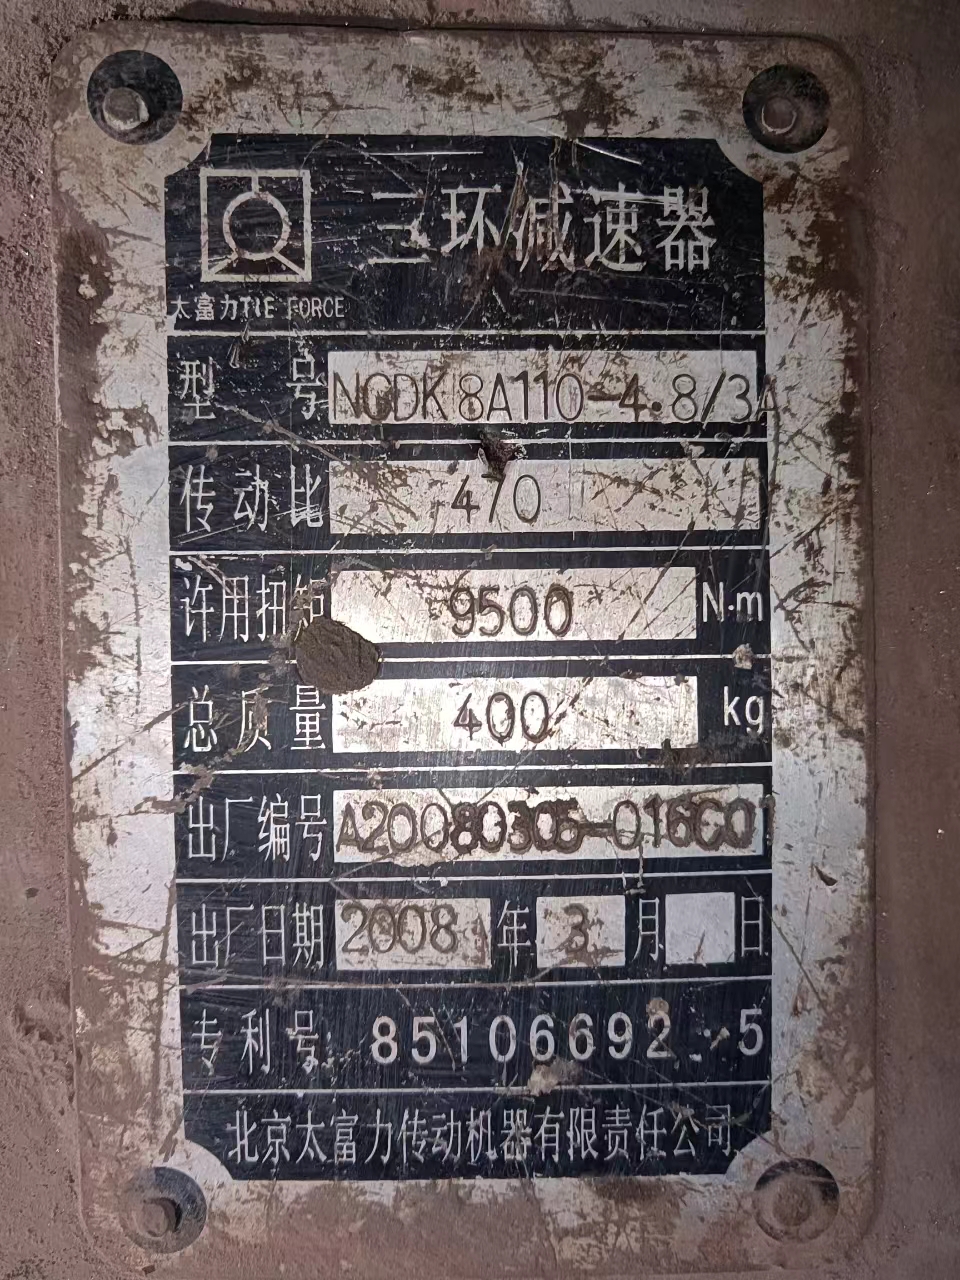 三环减速器
太富力TIE FORCE
型 号 NCDK8A110-4.8/3A
传动比 470
许用扭矩 9500 N·m
总质量 400 kg
出厂编号 A20080305-016C01
出厂日期 2008 年 3 月 日
专利号: 85106692.5
北京太富力传动机器有限责任公司